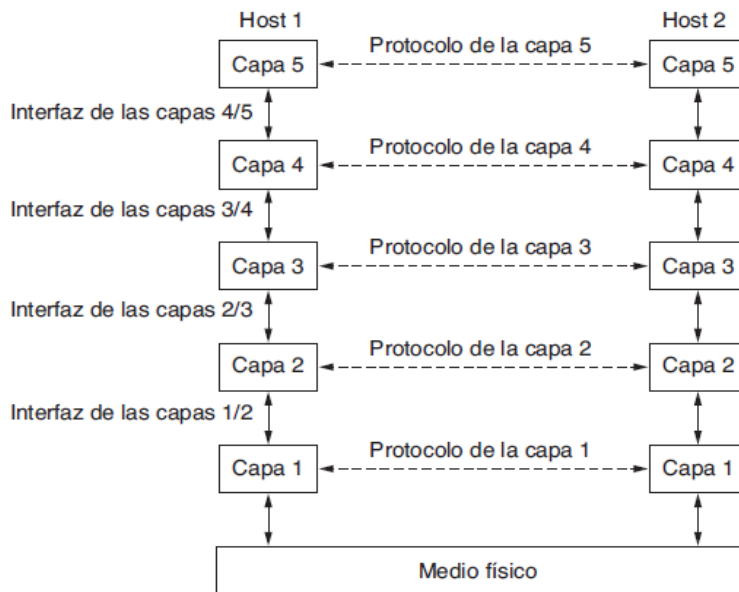 Host 1
Host 2
Protocolo de la capa 5
Capa 5
Capa 5
Interfaz de las capas 4/5
Protocolo de la capa 4
Capa 4
Capa 4
Interfaz de las capas 3/4
Protocolo de la capa 3
Capa 3
Capa 3
Interfaz de las capas 2/3
Protocolo de la capa 2
Capa 2
Capa 2
Interfaz de las capas 1/2
Protocolo de la capa 1
Capa 1
Capa 1
Medio físico